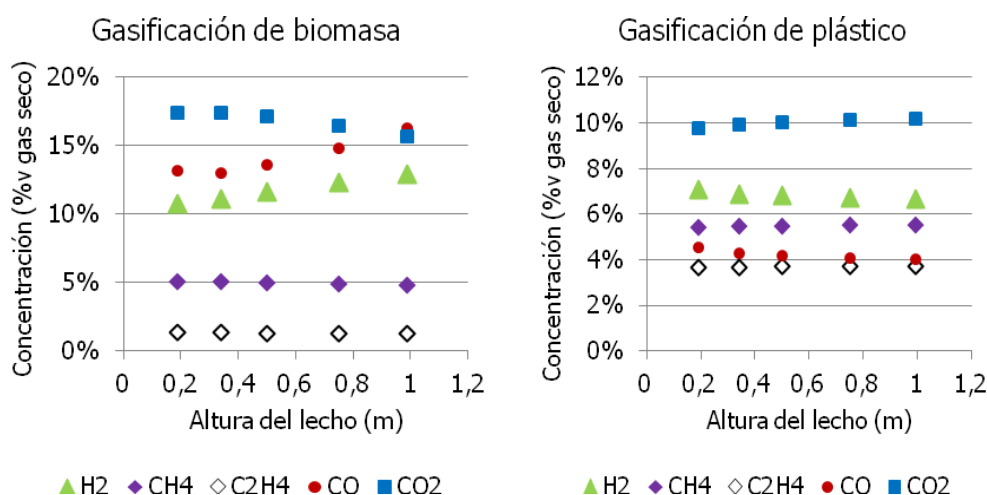 Gasificación de biomasa
Concentración (%v gas seco)
20%
15%
10%
5%
0%
0 0,2 0,4 0,6 0,8 1 1,2
Altura del lecho (m)
H2 CH4 C2H4 CO CO2
Gasificación de plástico
Concentración (%v gas seco)
12%
10%
8%
6%
4%
2%
0%
0 0,2 0,4 0,6 0,8 1 1,2
Altura del lecho (m)
H2 CH4 C2H4 CO CO2